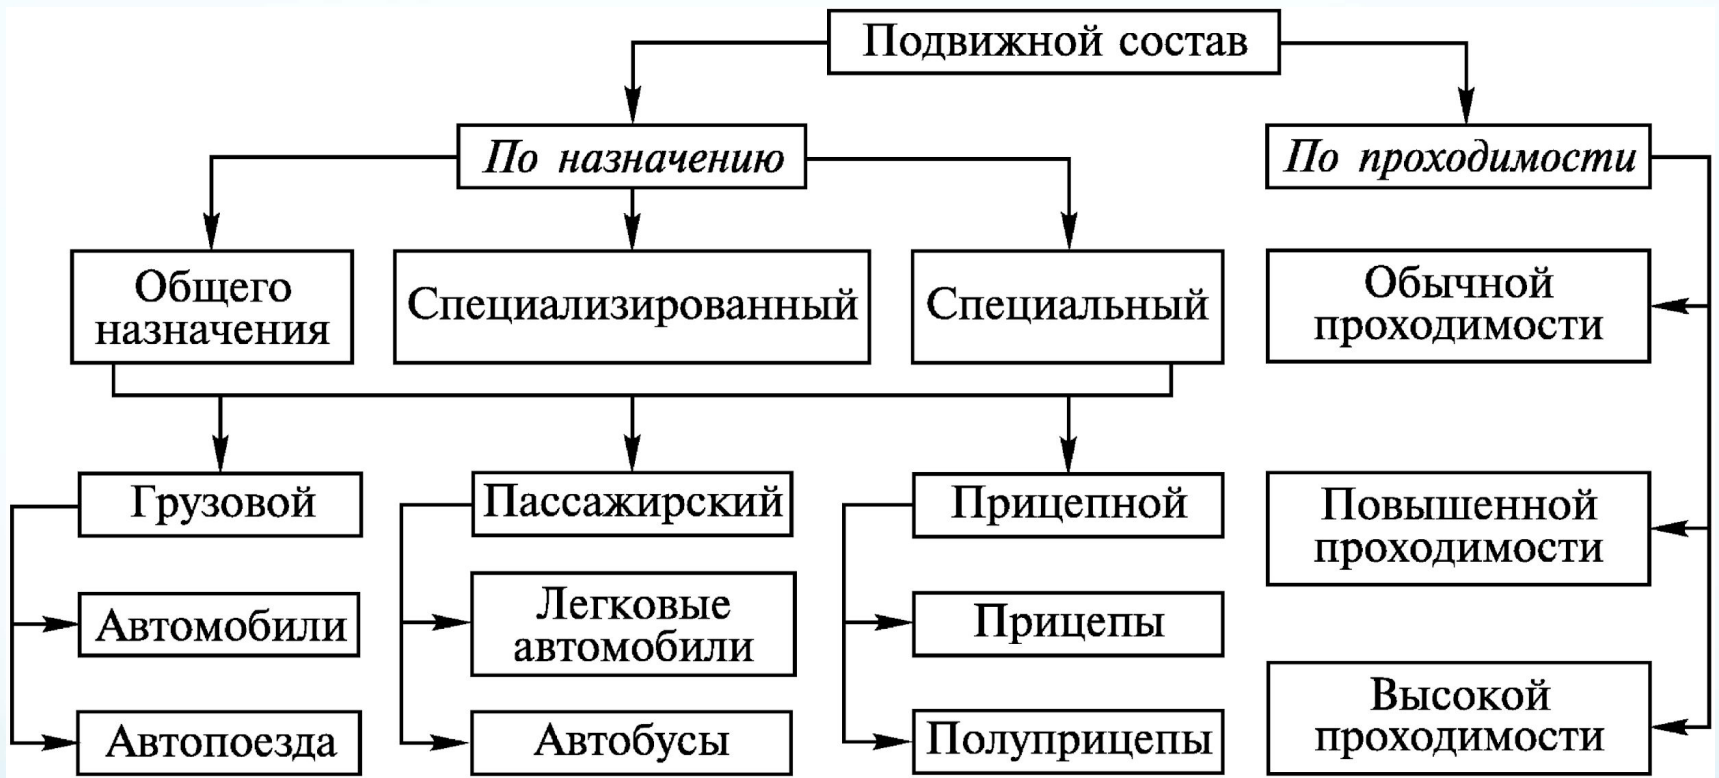 Подвижной состав
По назначению
По проходимости
Общего
назначения
Специализированный
Специальный
Обычной
проходимости
Грузовой
Пассажирский
Прицепной
Повышенной
проходимости
Автомобили
Легковые
автомобили
Прицепы
Высокой
проходимости
Автопоезда
Автобусы
Полуприцепы